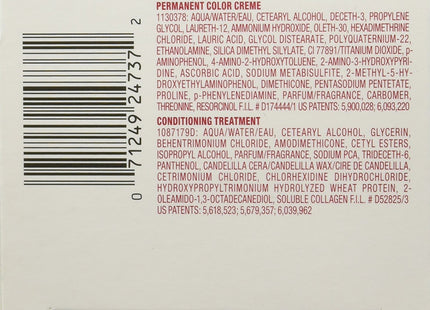 PERMANENT COLOR CREME
1130378: AQUA/WATER/EAU, CETEARYL ALCOHOL, DECETH-3, PROPYLENE
GLYCOL, LAURETH-12, AMMONIUM HYDROXIDE, OLETH-30, HEXADIMETHRINE
CHLORIDE, LAURIC ACID, GLYCOL DISTEARATE, POLYQUATERNIUM-22,
ETHANOLAMINE, SILICA DIMETHYL SILYLATE, CI 77891/TITANIUM DIOXIDE, p-
AMINOPHENOL, 4-AMINO-2-HYDROXYTOLUENE, 2-AMINO-3-HYDROXYPYRI-
DINE, ASCORBIC ACID, SODIUM METABISULFITE, 2-METHYL-5-HY-
DROXYETHYLAMINOPHENOL, DIMETHICONE, PENTASODIUM PENTETATE,
PROLINE, p-PHENYLENEDIAMINE, PARFUM/FRAGRANCE, CARBOMER,
THREONINE, RESORCINOL F.I.L. # D174444/1 US PATENTS: 5,900,028; 6,093,220
CONDITIONING TREATMENT
1087179D: AQUA/WATER/EAU, CETEARYL ALCOHOL, GLYCERIN,
BEHENTRIMONIUM CHLORIDE, AMODIMETHICONE, CETYL ESTERS,
ISOPROPYL ALCOHOL, PARFUM/FRAGRANCE, SODIUM PCA, TRIDECETH-6,
PANTHENOL, CANDELILLA CERA/CANDELILLA WAX/CIRE DE CANDELILLA,
CETRIMONIUM CHLORIDE, CHLORHEXIDINE DIHYDROCHLORIDE,
HYDROXYPROPYLTRIMONIUM HYDROLYZED WHEAT PROTEIN, 2-
OLEAMIDO-1,3-OCTADECANEDIOL, SOLUBLE COLLAGEN F.I.L. # D52825/3
US PATENTS: 5,618,523; 5,679,357; 6,039,962
0 71249 24737 2